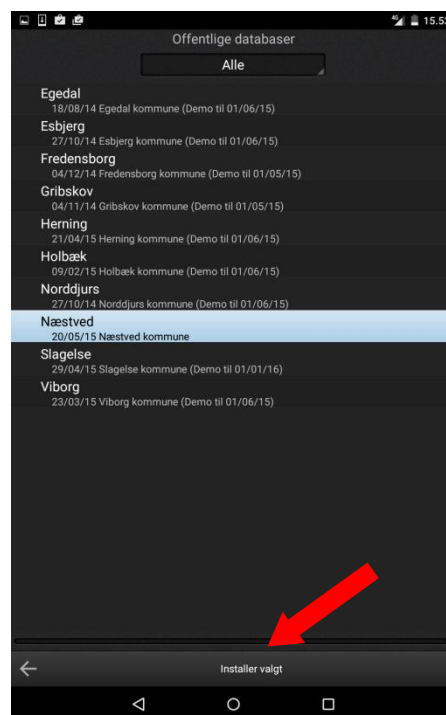 4G 15.53
Offentlige databaser
Alle
Egedal
18/08/14 Egedal kommune (Demo til 01/06/15)
Esbjerg
27/10/14 Esbjerg kommune (Demo til 01/06/15)
Fredensborg
04/12/14 Fredensborg kommune (Demo til 01/05/15)
Gribskov
04/11/14 Gribskov kommune (Demo til 01/05/15)
Herning
21/04/15 Herning kommune (Demo til 01/06/15)
Holbæk
09/02/15 Holbæk kommune (Demo til 01/06/15)
Norddjurs
27/10/14 Norddjurs kommune (Demo til 01/06/15)
Næstved
20/05/15 Næstved kommune
Slagelse
29/04/15 Slagelse kommune (Demo til 01/01/16)
Viborg
23/03/15 Viborg kommune (Demo til 01/06/15)
Installer valgt